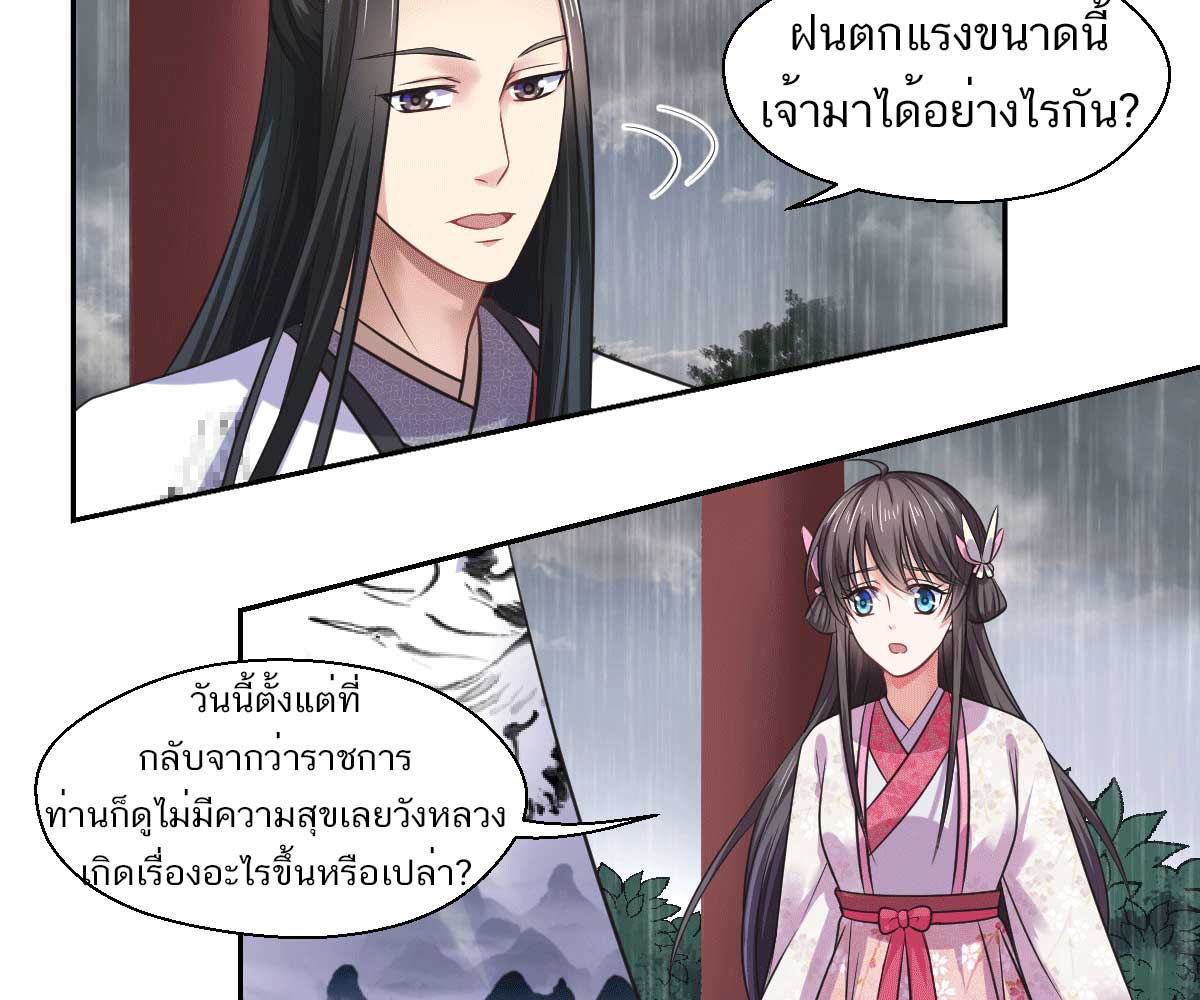 ฝนตกแรงขนาดนี้
เจ้ามาได้อย่างไรกัน?
วันนี้ตั้งแต่ที่
กลับจากว่าราชการ
ท่านก็ดูไม่มีความสุขเลยวังหลวง
เกิดเรื่องอะไรขึ้นหรือเปล่า?